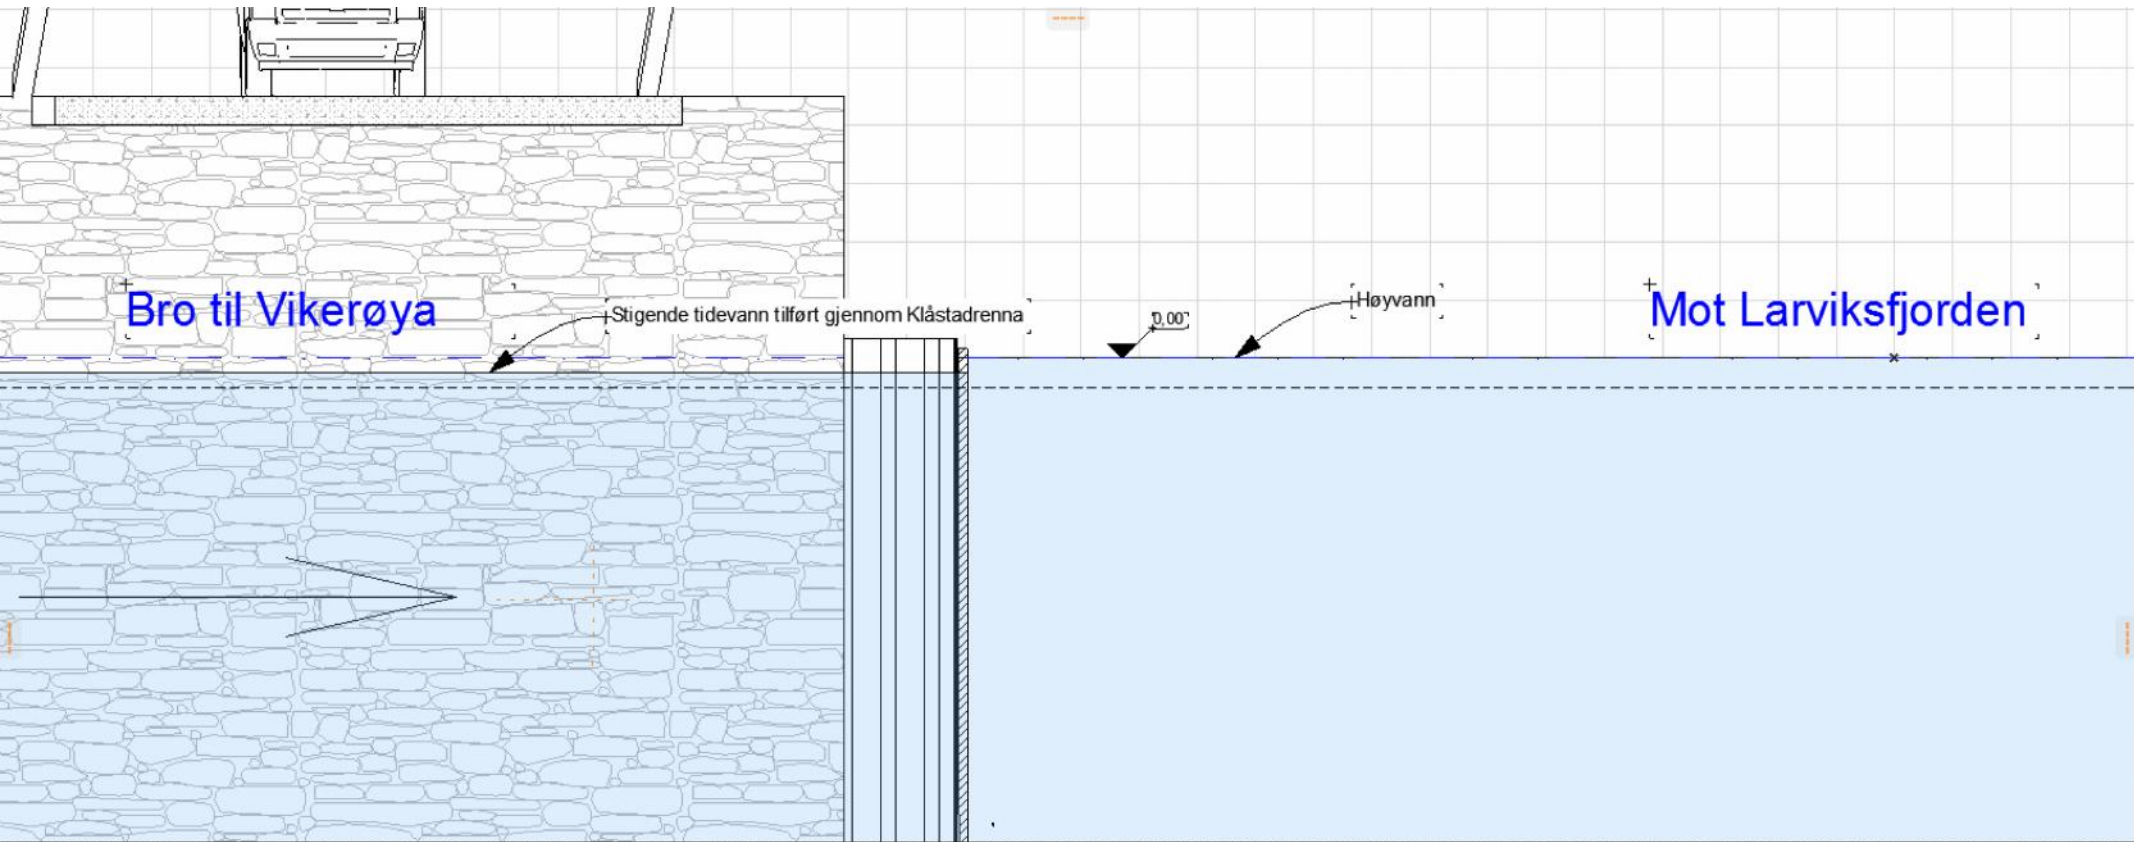 Bro til Vikerøya
Stigende tidevann tilført gjennom Klåstadrenna
0,00
Høyvann
Mot Larviksfjorden